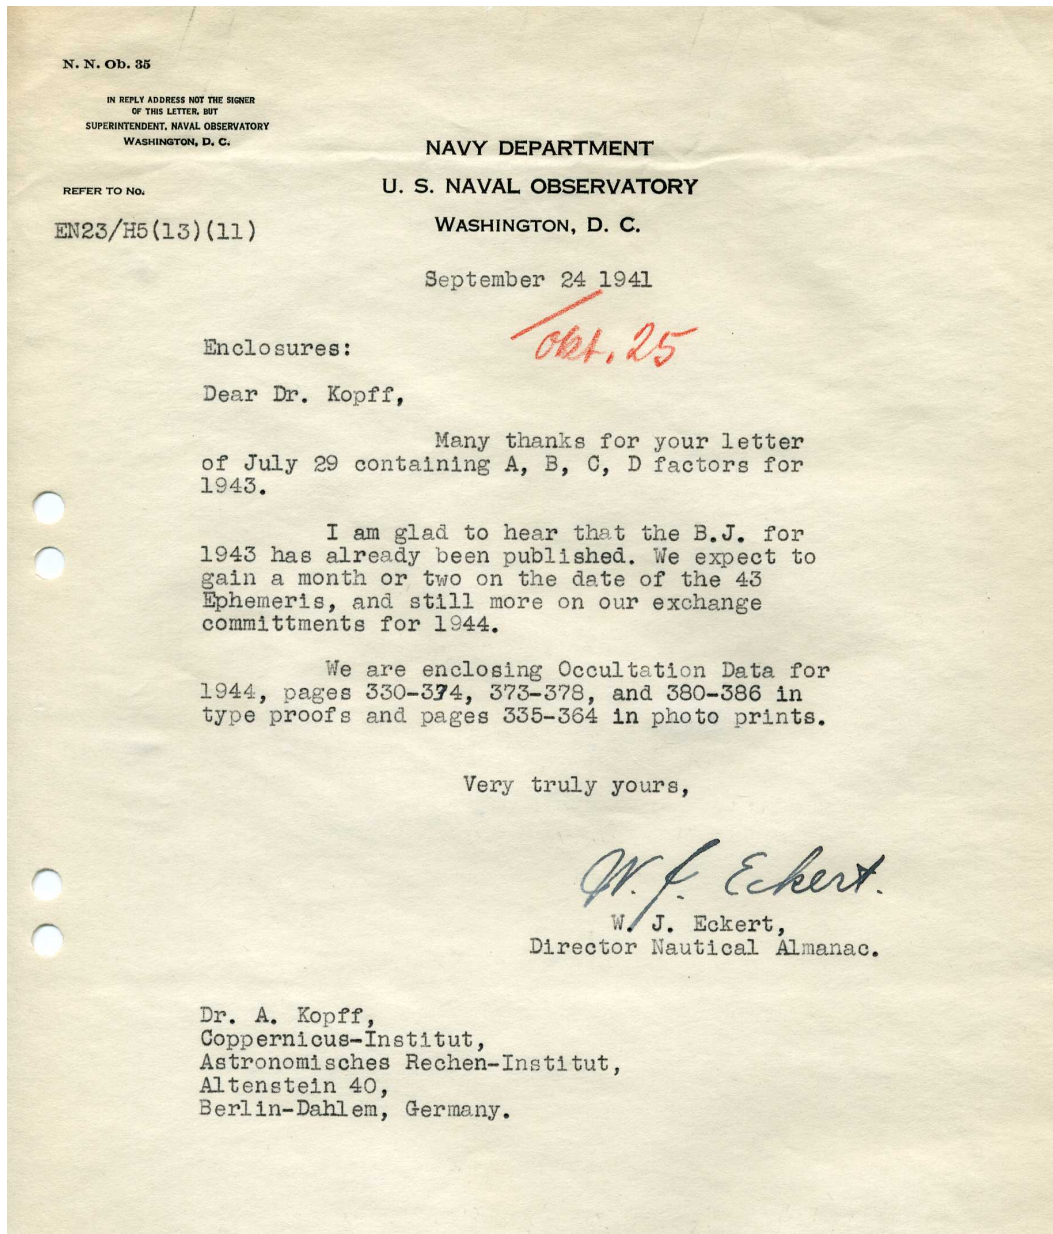 N. N. Ob. 35
IN REPLY ADDRESS NOT THE SIGNER
OF THIS LETTER, BUT
SUPERINTENDENT, NAVAL OBSERVATORY
WASHINGTON, D. C.
NAVY DEPARTMENT
U. S. NAVAL OBSERVATORY
WASHINGTON, D. C.
REFER TO No.
EN23/H5(13)(11)
September 24 1941
Okt. 25
Enclosures:
Dear Dr. Kopff,
Many thanks for your letter
of July 29 containing A, B, C, D factors for
1943.
I am glad to hear that the B.J. for
1943 has already been published. We expect to
gain a month or two on the date of the 43
Ephemeris, and still more on our exchange
committments for 1944.
We are enclosing Occultation Data for
1944, pages 330-374, 373-378, and 380-386 in
type proofs and pages 335-364 in photo prints.
Very truly yours,
W. J. Eckert.
W. J. Eckert,
Director Nautical Almanac.
Dr. A. Kopff,
Coppernicus-Institut,
Astronomisches Rechen-Institut,
Altenstein 40,
Berlin-Dahlem, Germany.